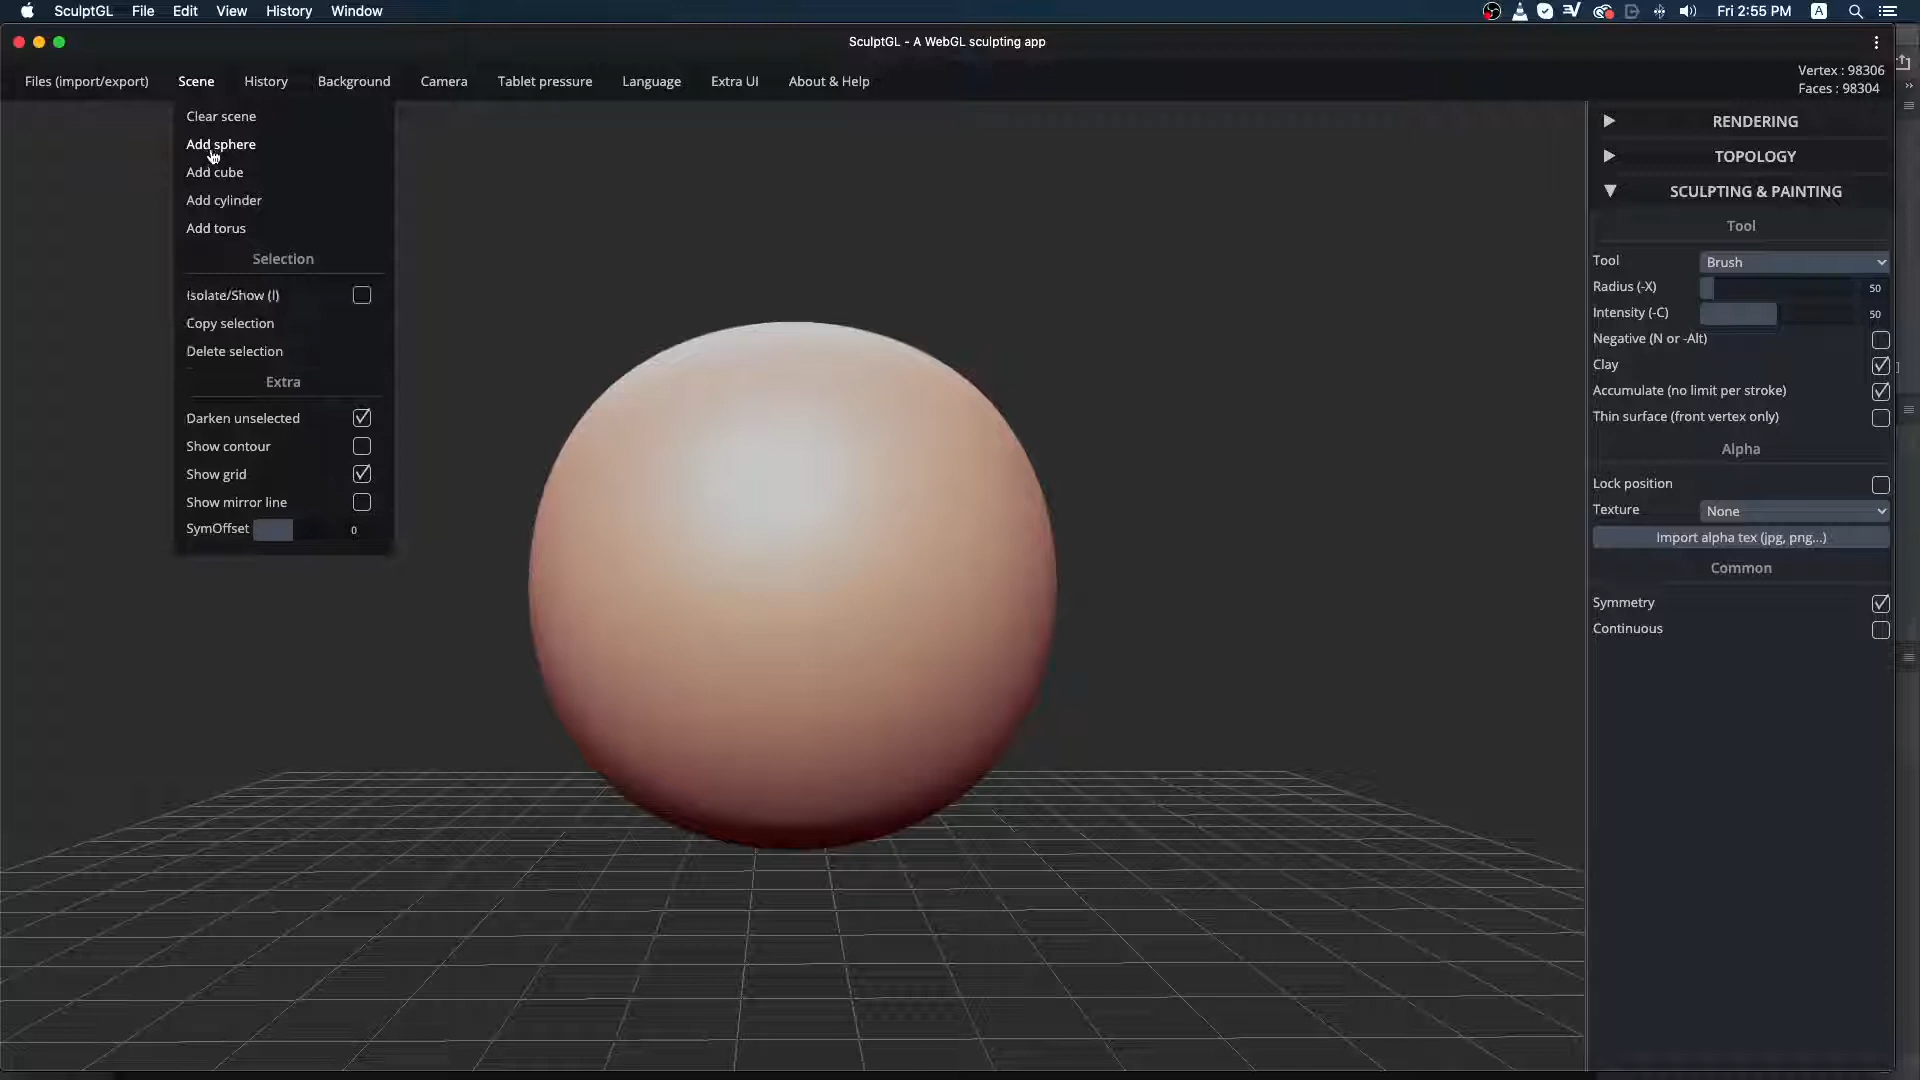 SculptGL File Edit View History Window
Fri 2:55 PM A
SculptGL - A WebGL sculpting app
Files (import/export) Scene History Background Camera Tablet pressure Language Extra UI About & Help
Vertex : 98306
Faces : 98304
Clear scene
Add sphere
Add cube
Add cylinder
Add torus
Selection
Isolate/Show (I)
Copy selection
Delete selection
Extra
Darken unselected
Show contour
Show grid
Show mirror line
SymOffset 0
RENDERING
TOPOLOGY
SCULPTING & PAINTING
Tool
Tool Brush
Radius (-X) 50
Intensity (-C) 50
Negative (N or -Alt)
Clay
Accumulate (no limit per stroke)
Thin surface (front vertex only)
Alpha
Lock position
Texture None
Import alpha tex (jpg, png...)
Common
Symmetry
Continuous